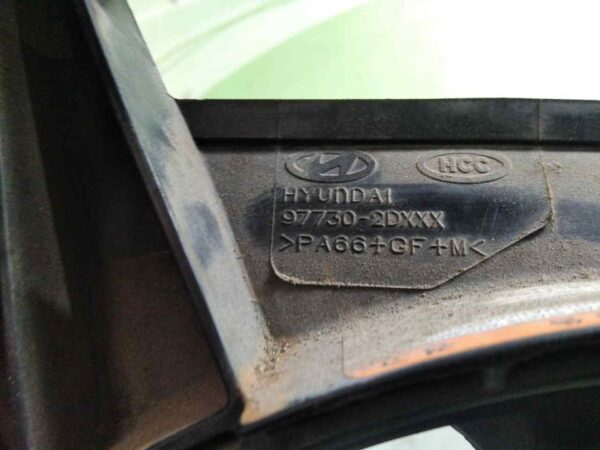 HCC
HYUNDAI
97730-2DXXX
>PA66+GF+M<